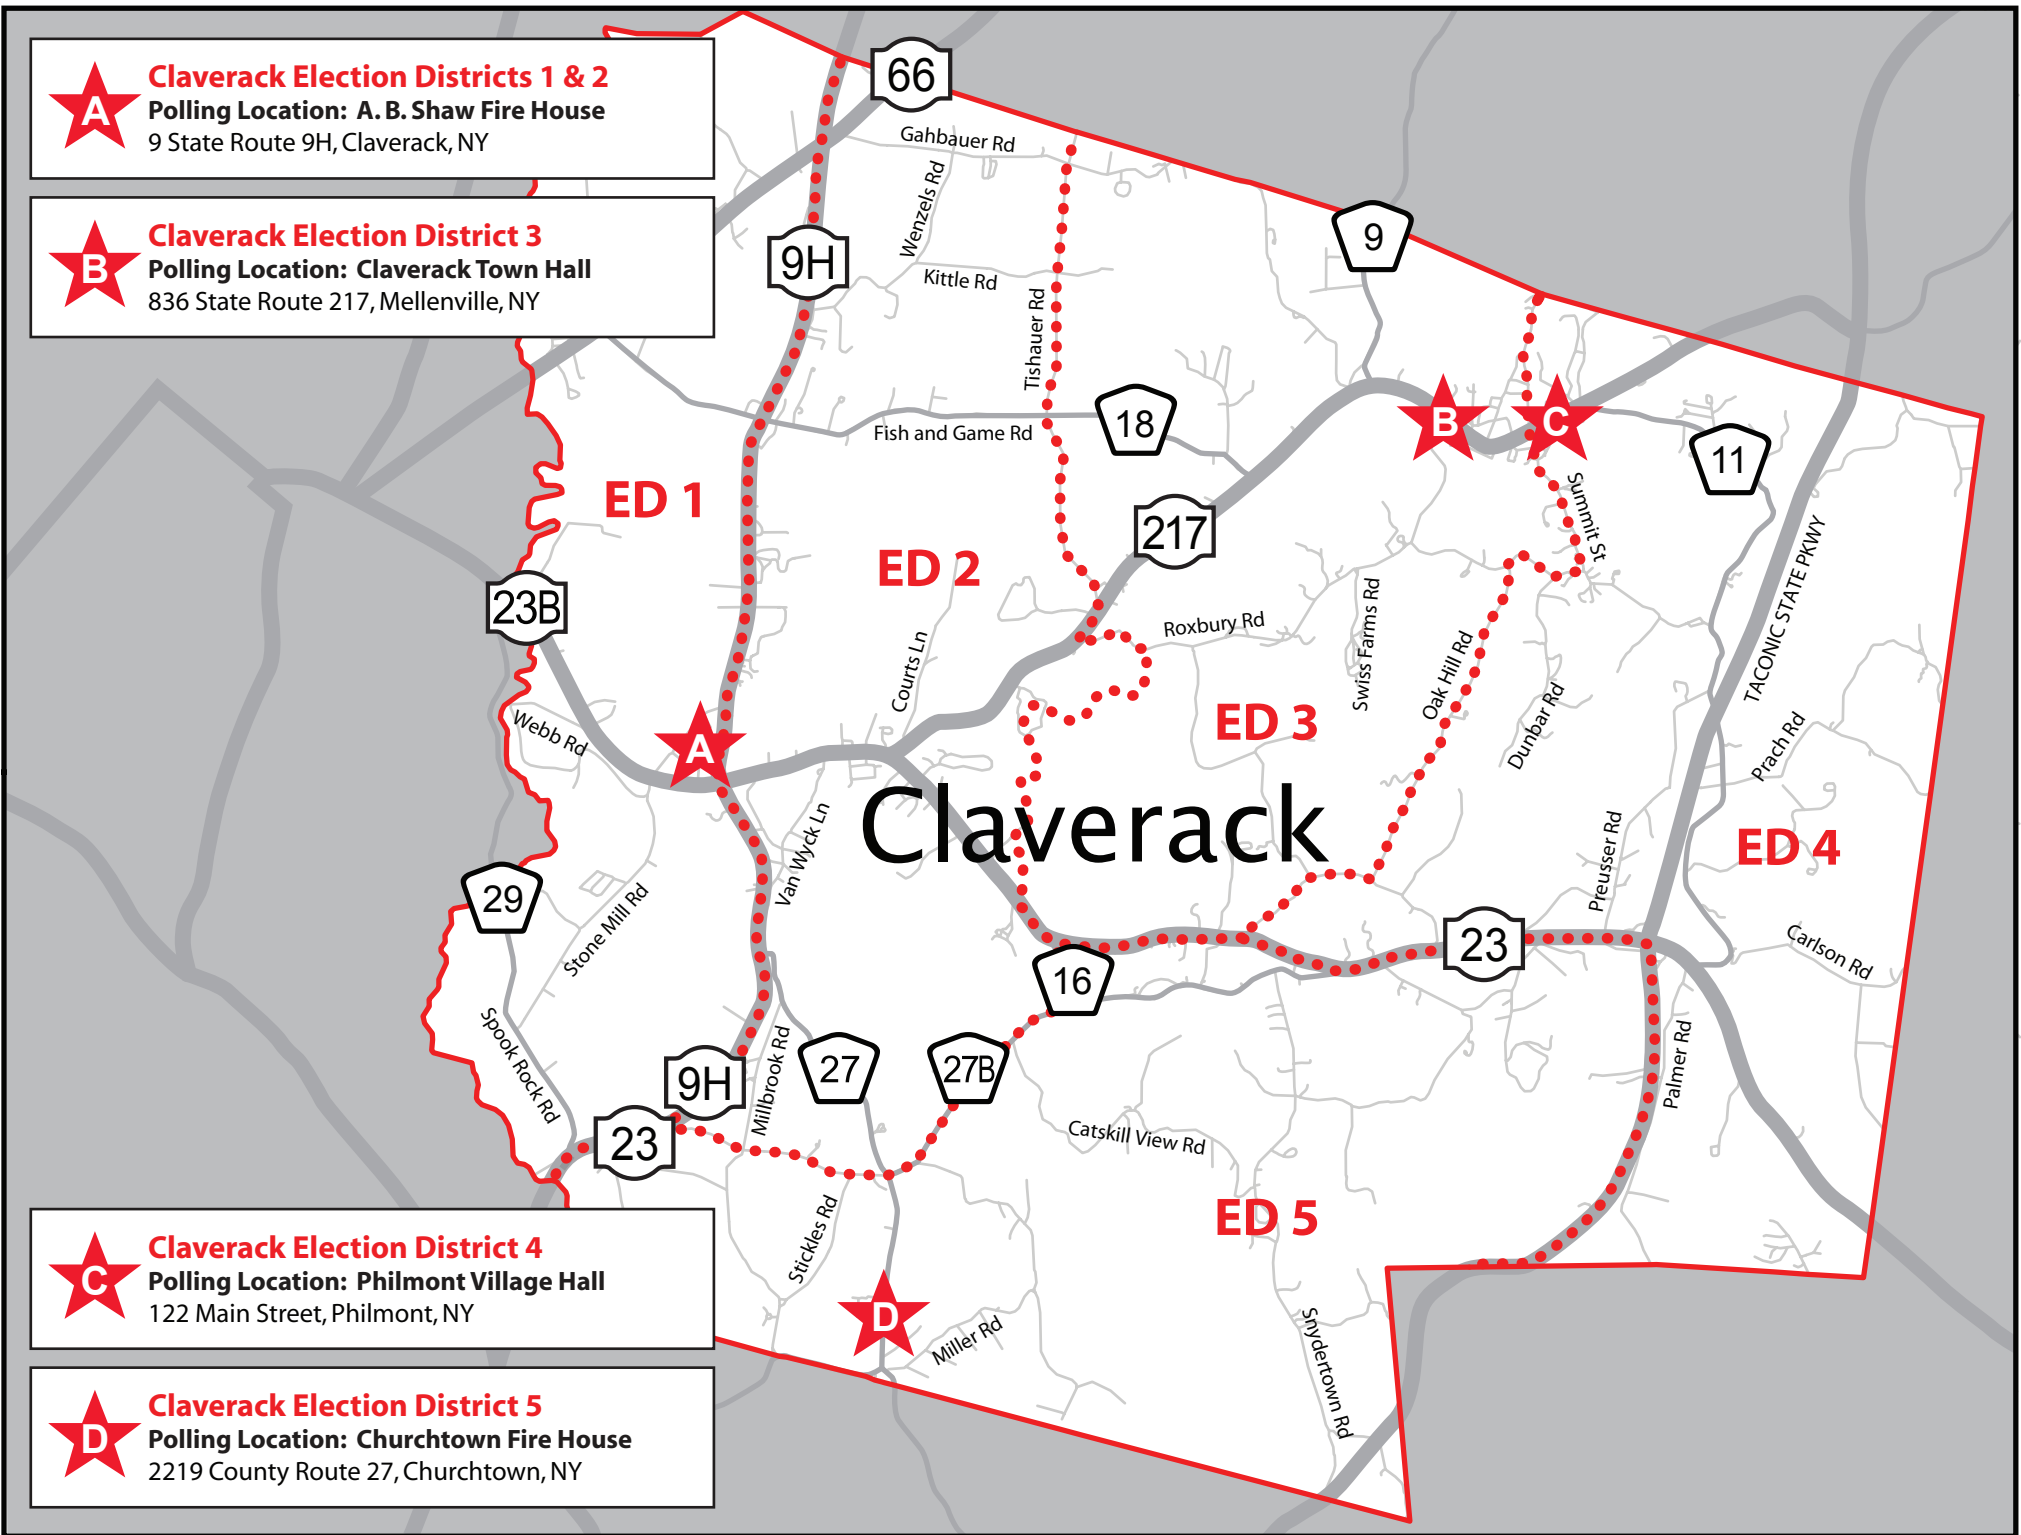 A
Claverack Election Districts 1 & 2
Polling Location: A. B. Shaw Fire House
9 State Route 9H, Claverack, NY
B
Claverack Election District 3
Polling Location: Claverack Town Hall
836 State Route 217, Mellenville, NY
66
Gahbauer Rd
Wenzels Rd
9H
Kittle Rd
9
Tishauer Rd
18
Fish and Game Rd
B
C
11
ED 1
Summit St
217
ED 2
TACONIC STATE PKWY
23B
Roxbury Rd
Swiss Farms Rd
Courts Ln
Oak Hill Rd
Webb Rd
ED 3
Dunbar Rd
Prach Rd
A
Claverack
Van Wyck Ln
Preusser Rd
ED 4
29
Stone Mill Rd
23
Carlson Rd
16
Spook Rock Rd
9H
Millbrook Rd
27
27B
Palmer Rd
23
Catskill View Rd
ED 5
Stickles Rd
D
Miller Rd
Snydertown Rd
C
Claverack Election District 4
Polling Location: Philmont Village Hall
122 Main Street, Philmont, NY
D
Claverack Election District 5
Polling Location: Churchtown Fire House
2219 County Route 27, Churchtown, NY